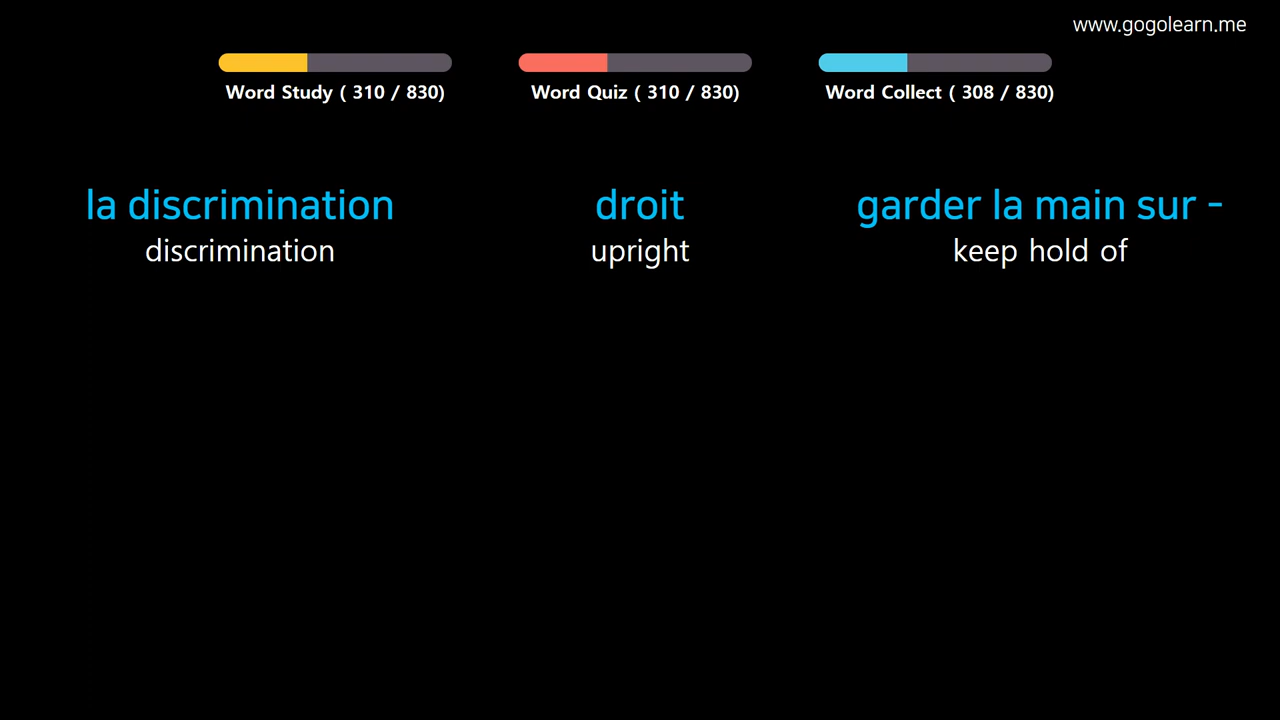 www.gogolearn.me
Word Study ( 310 / 830)
Word Quiz ( 310 / 830)
Word Collect ( 308 / 830)
la discrimination
discrimination
droit
upright
garder la main sur -
keep hold of